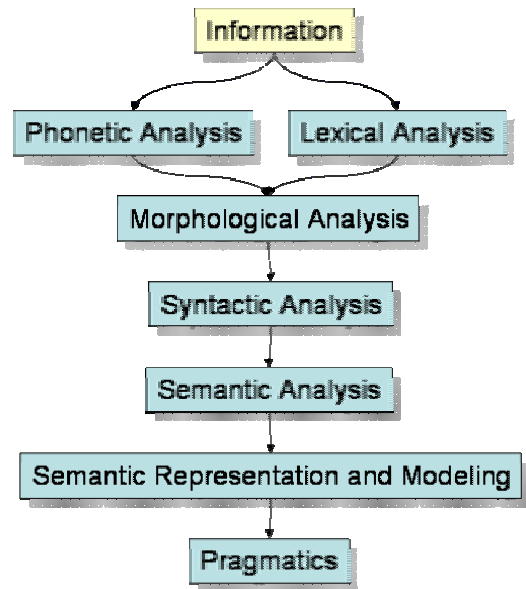 Information
Phonetic Analysis
Lexical Analysis
Morphological Analysis
Syntactic Analysis
Semantic Analysis
Semantic Representation and Modeling
Pragmatics